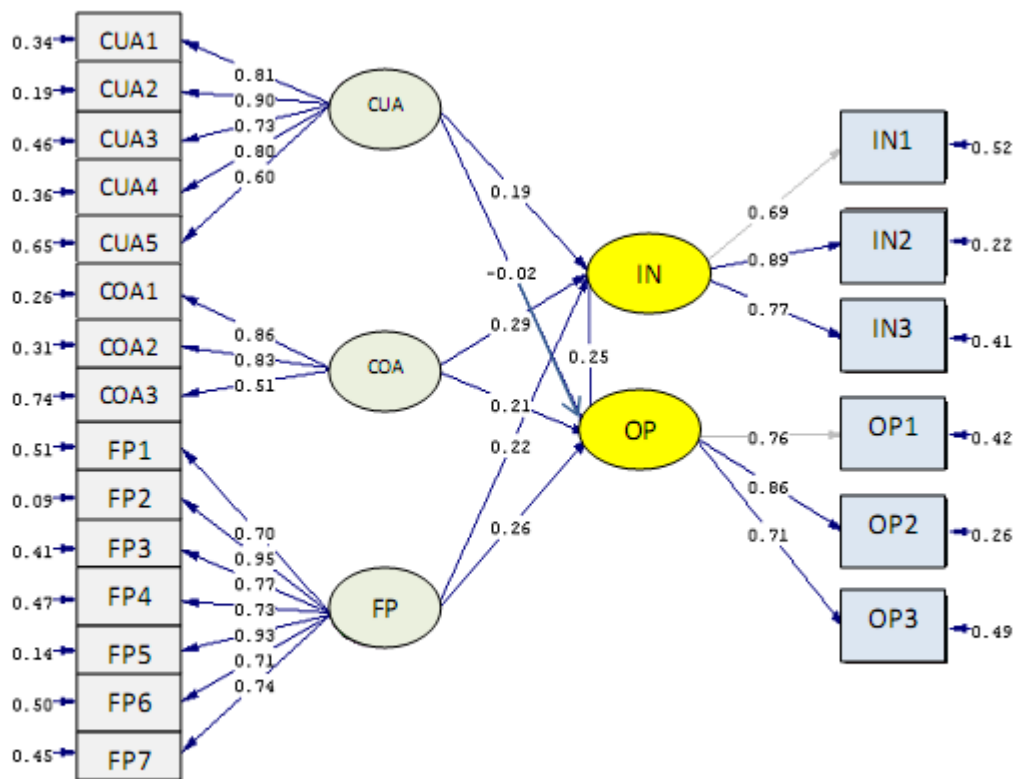 0.34 CUA1
0.19 CUA2
0.46 CUA3
0.36 CUA4
0.65 CUA5
0.26 COA1
0.31 COA2
0.74 COA3
0.51 FP1
0.09 FP2
0.41 FP3
0.47 FP4
0.14 FP5
0.50 FP6
0.45 FP7
0.81
0.90
0.73
0.80
0.60
0.86
0.83
0.51
0.70
0.95
0.77
0.73
0.93
0.71
0.74
CUA
COA
FP
0.19
-0.02
0.29
0.25
0.21
0.22
0.26
IN
OP
0.69
0.89
0.77
0.76
0.86
0.71
IN1 0.52
IN2 0.22
IN3 0.41
OP1 0.42
OP2 0.26
OP3 0.49